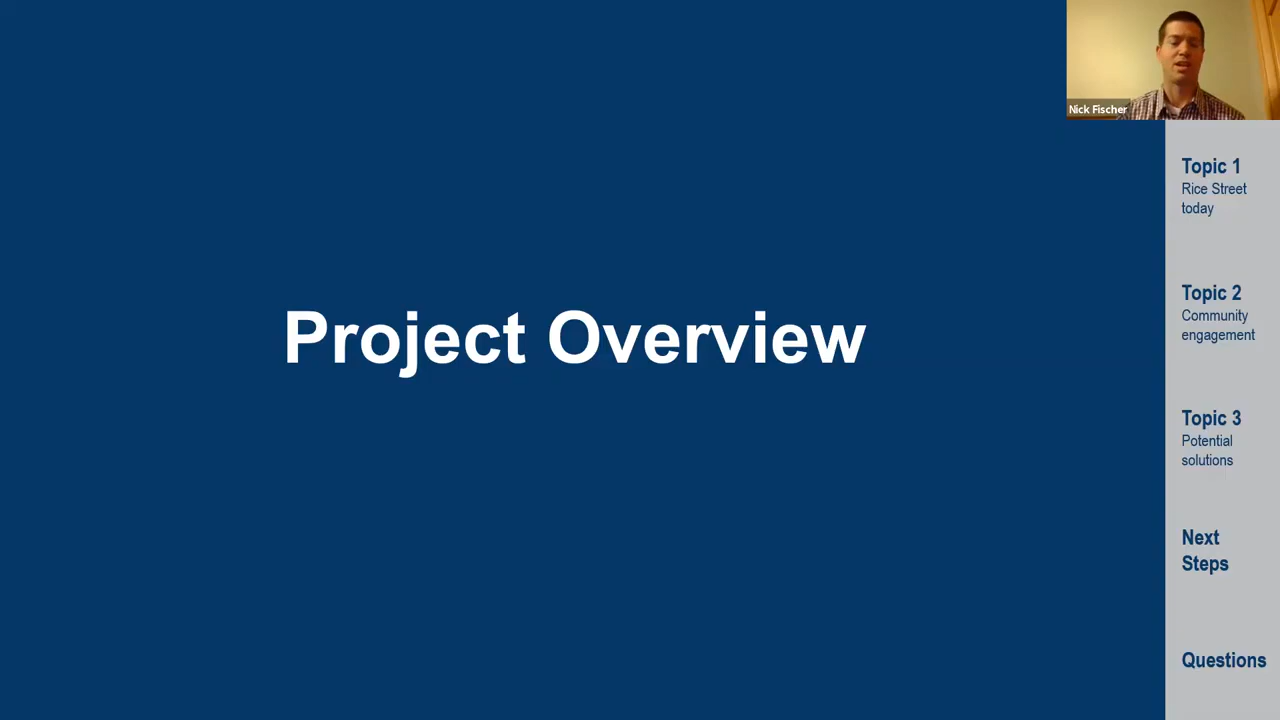 Nick Fischer
Project Overview
Topic 1
Rice Street
today
Topic 2
Community
engagement
Topic 3
Potential
solutions
Next
Steps
Questions